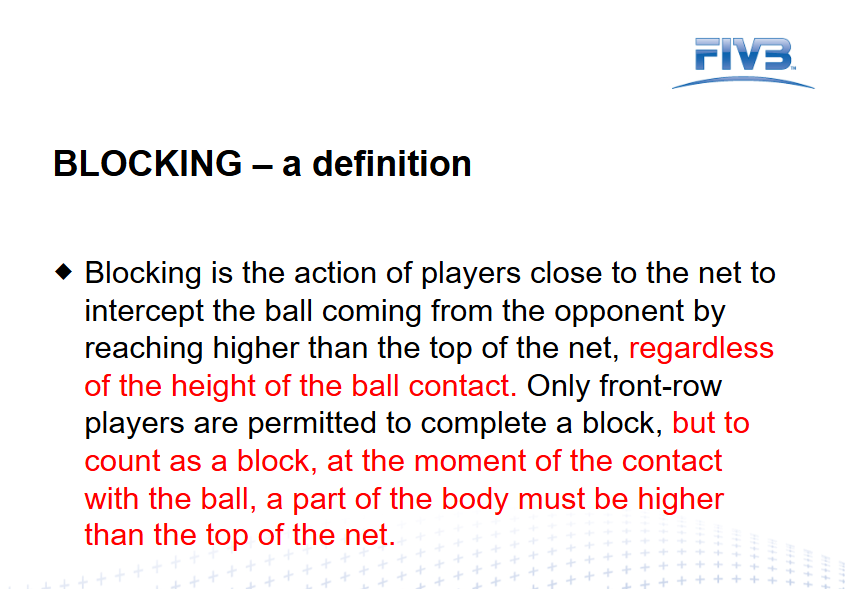 FIVB
TM
BLOCKING – a definition
◆ Blocking is the action of players close to the net to
intercept the ball coming from the opponent by
reaching higher than the top of the net, regardless
of the height of the ball contact. Only front-row
players are permitted to complete a block, but to
count as a block, at the moment of the contact
with the ball, a part of the body must be higher
than the top of the net.